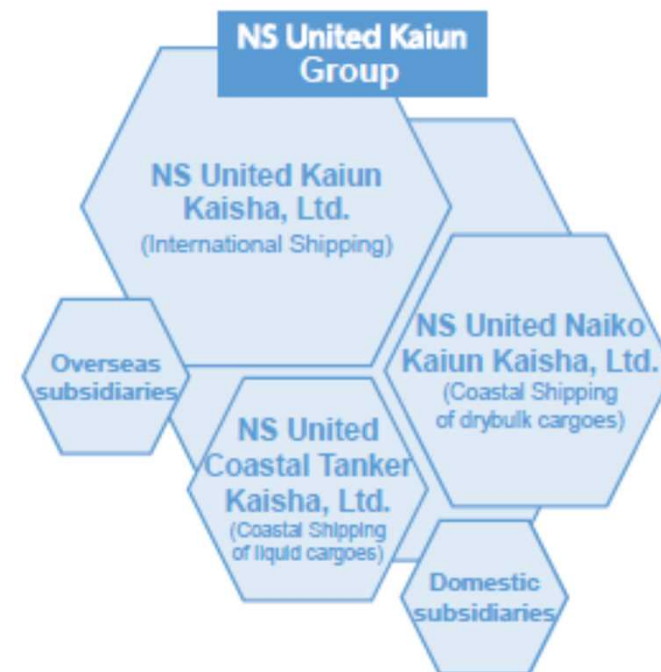 NS United Kaiun
Group
NS United Kaiun
Kaisha, Ltd.
(International Shipping)
NS United Naiko
Kaiun Kaisha, Ltd.
(Coastal Shipping
of drybulk cargoes)
Overseas
subsidiaries
NS United
Coastal Tanker
Kaisha, Ltd.
(Coastal Shipping
of liquid cargoes)
Domestic
subsidiaries